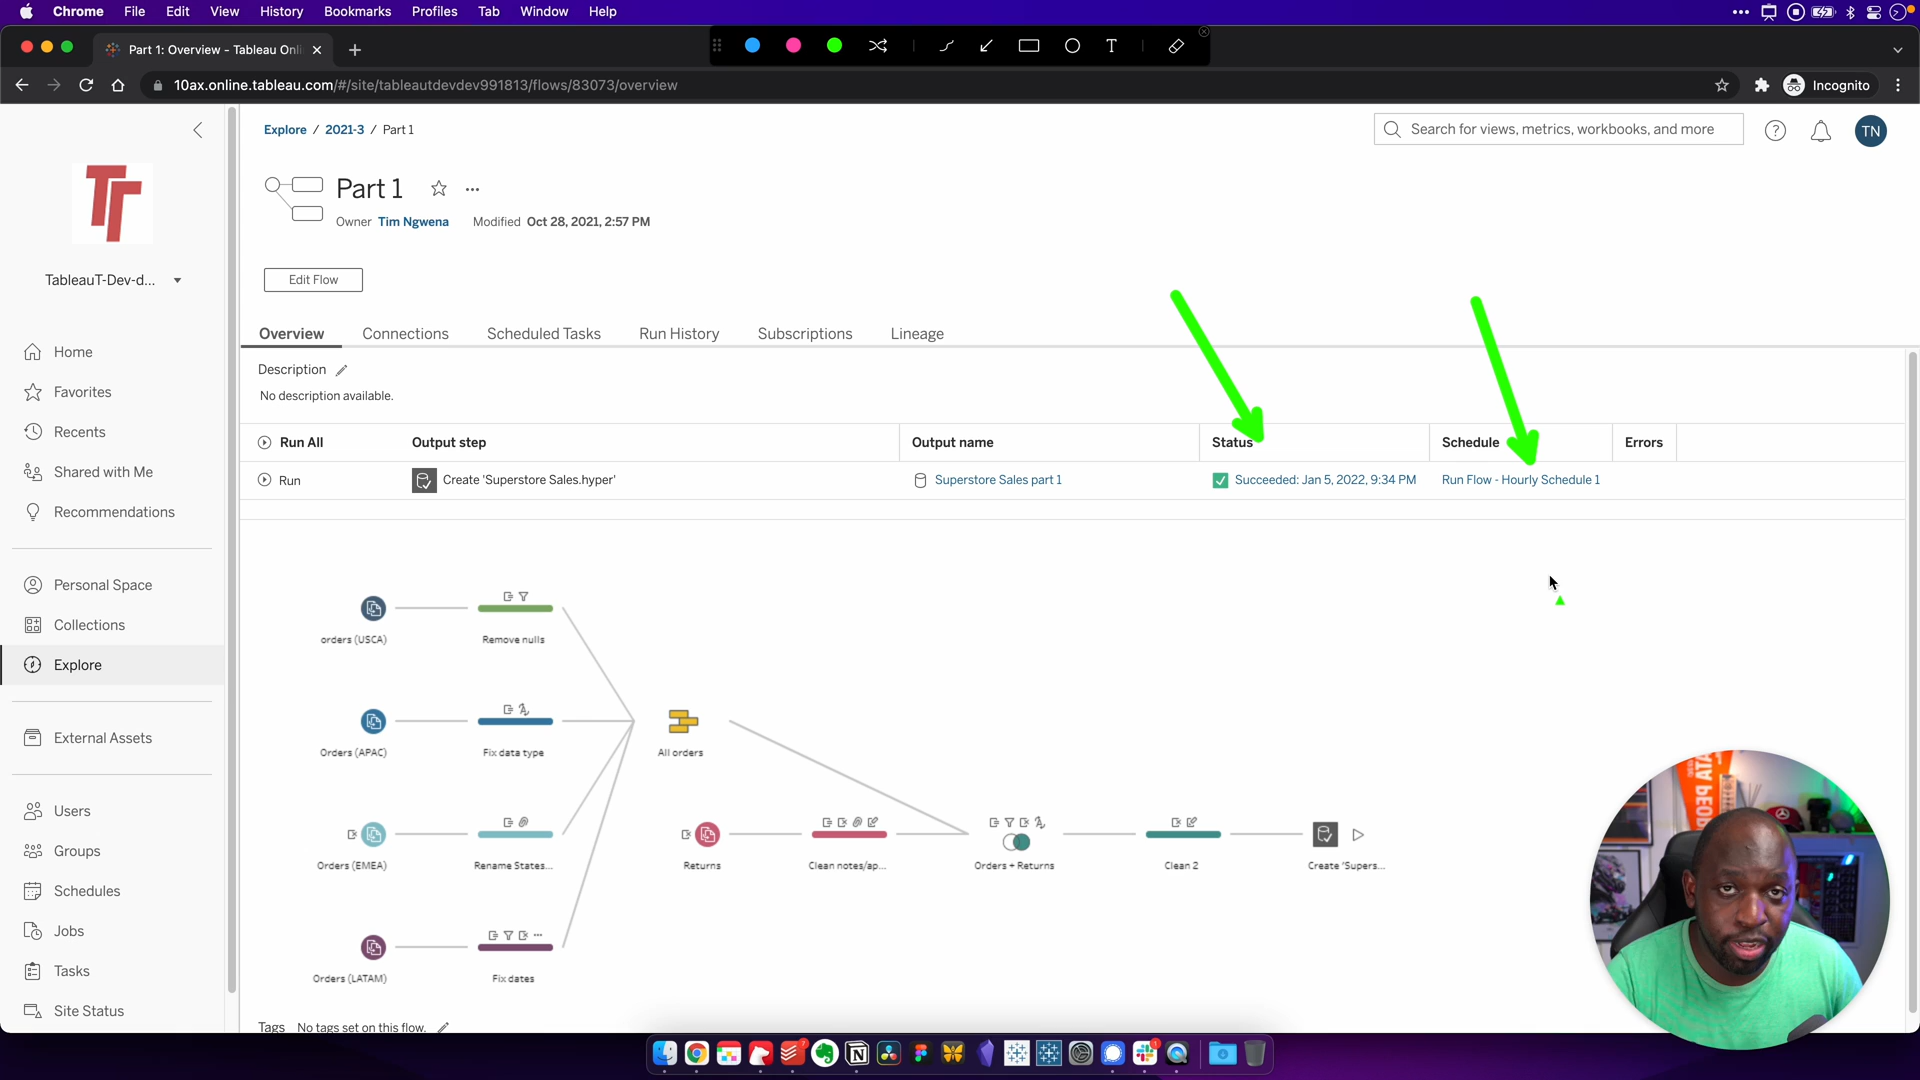 Chrome File Edit View History Bookmarks Profiles Tab Window Help
Part 1: Overview - Tableau Onli
10ax.online.tableau.com/#/site/tableautdevdev991813/flows/83073/overview
Incognito
Explore / 2021-3 / Part 1
Search for views, metrics, workbooks, and more
TN
Part 1
Owner Tim Ngwena Modified Oct 28, 2021, 2:57 PM
TableauT-Dev-d...
Edit Flow
Overview Connections Scheduled Tasks Run History Subscriptions Lineage
Home
Favorites
Recents
Shared with Me
Recommendations
Personal Space
Collections
Explore
External Assets
Users
Groups
Schedules
Jobs
Tasks
Site Status
Description
No description available.
Run All Output step Output name Status Schedule Errors
Run Create 'Superstore Sales.hyper' Superstore Sales part 1 Succeeded: Jan 5, 2022, 9:34 PM Run Flow - Hourly Schedule 1
orders (USCA) Remove nulls
Orders (APAC) Fix data type All orders
Orders (EMEA) Rename States... Returns Clean notes/ap... Orders + Returns Clean 2 Create 'Supers...
Orders (LATAM) Fix dates
Tags No tags set on this flow.